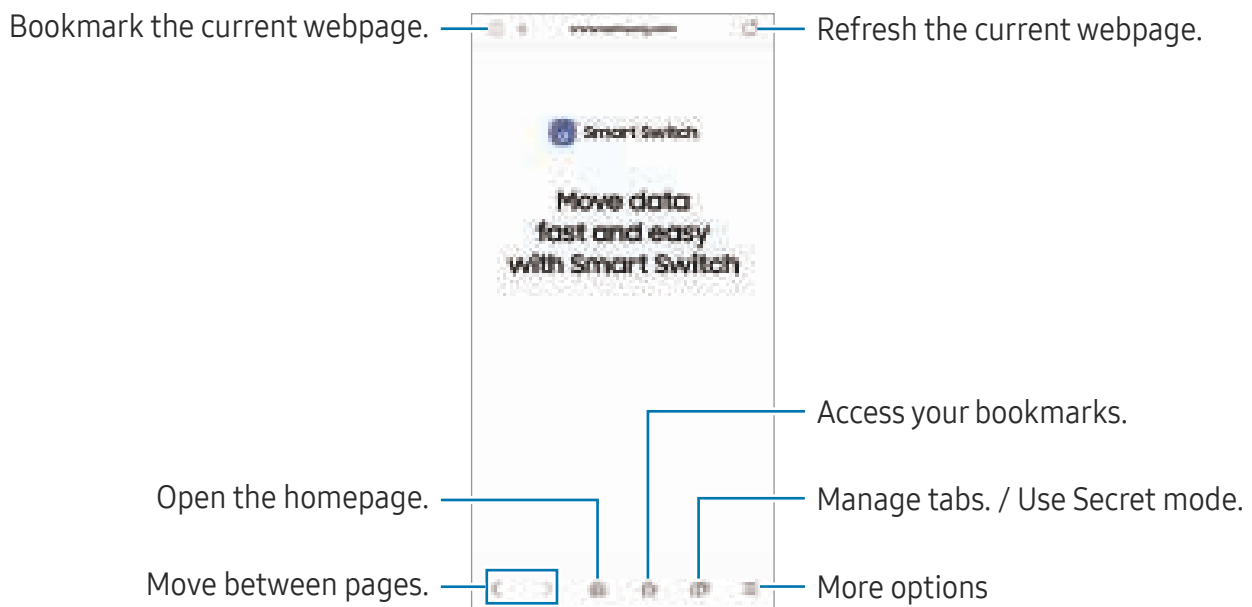 Bookmark the current webpage.
Refresh the current webpage.
Smart Switch
Move data
fast and easy
with Smart Switch
Access your bookmarks.
Open the homepage.
Manage tabs. / Use Secret mode.
Move between pages.
More options